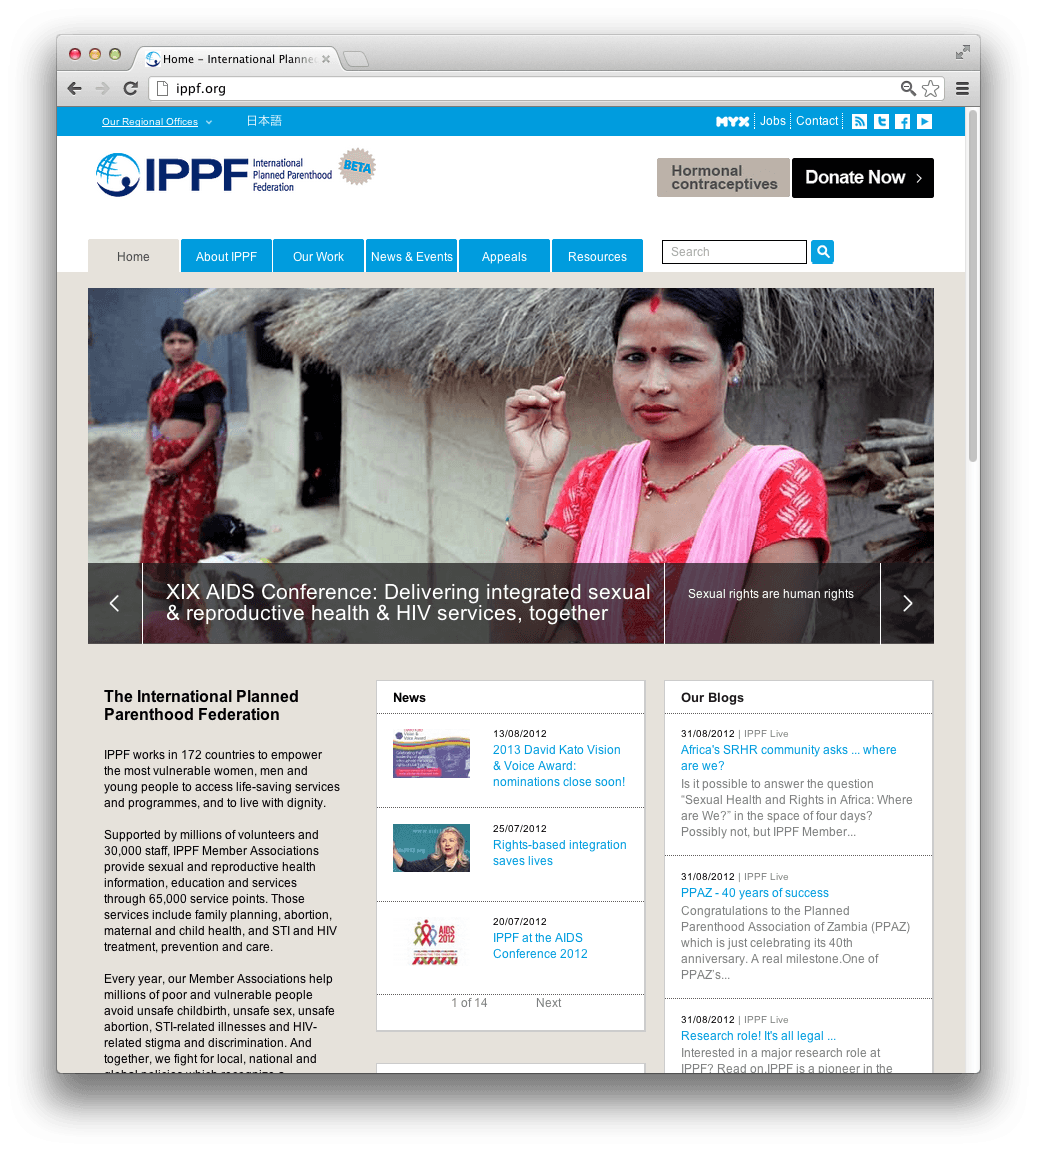 Home – International Planne
ippf.org
Our Regional Offices
日本語
MYX
Jobs
Contact
IPPF International
Planned Parenthood
Federation
BETA
Hormonal
contraceptives
Donate Now
Home
About IPPF
Our Work
News & Events
Appeals
Resources
Search
XIX AIDS Conference: Delivering integrated sexual
& reproductive health & HIV services, together
Sexual rights are human rights
The International Planned
Parenthood Federation
IPPF works in 172 countries to empower
the most vulnerable women, men and
young people to access life-saving services
and programmes, and to live with dignity.
Supported by millions of volunteers and
30,000 staff, IPPF Member Associations
provide sexual and reproductive health
information, education and services
through 65,000 service points. Those
services include family planning, abortion,
maternal and child health, and STI and HIV
treatment, prevention and care.
Every year, our Member Associations help
millions of poor and vulnerable people
avoid unsafe childbirth, unsafe sex, unsafe
abortion, STI-related illnesses and HIV-
related stigma and discrimination. And
together, we fight for local, national and
global policies which recognize a
News
13/08/2012
2013 David Kato Vision
& Voice Award:
nominations close soon!
25/07/2012
Rights-based integration
saves lives
AIDS
2012
20/07/2012
IPPF at the AIDS
Conference 2012
1 of 14
Next
Our Blogs
31/08/2012 | IPPF Live
Africa's SRHR community asks ... where
are we?
Is it possible to answer the question
“Sexual Health and Rights in Africa: Where
are We?” in the space of four days?
Possibly not, but IPPF Member...
31/08/2012 | IPPF Live
PPAZ - 40 years of success
Congratulations to the Planned
Parenthood Association of Zambia (PPAZ)
which is just celebrating its 40th
anniversary. A real milestone.One of
PPAZ’s...
31/08/2012 | IPPF Live
Research role! It's all legal ...
Interested in a major research role at
IPPF? Read on.IPPF is a pioneer in the